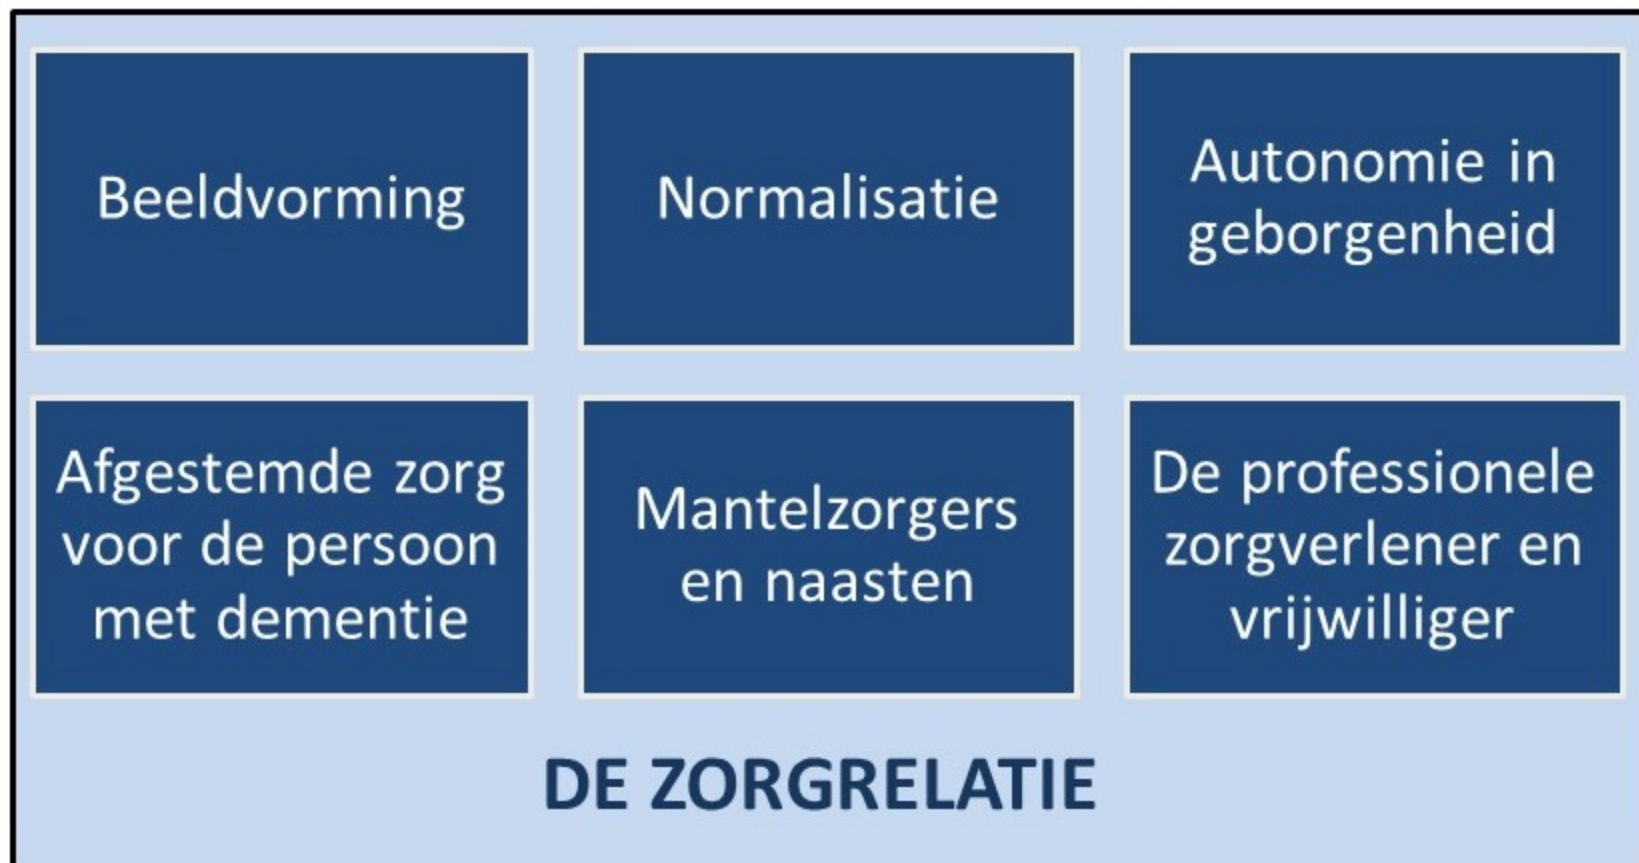 Beeldvorming
Normalisatie
Autonomie in
geborgenheid
Afgestemde zorg
voor de persoon
met dementie
Mantelzorgers
en naasten
De professionele
zorgverlener en
vrijwilliger
DE ZORGRELATIE